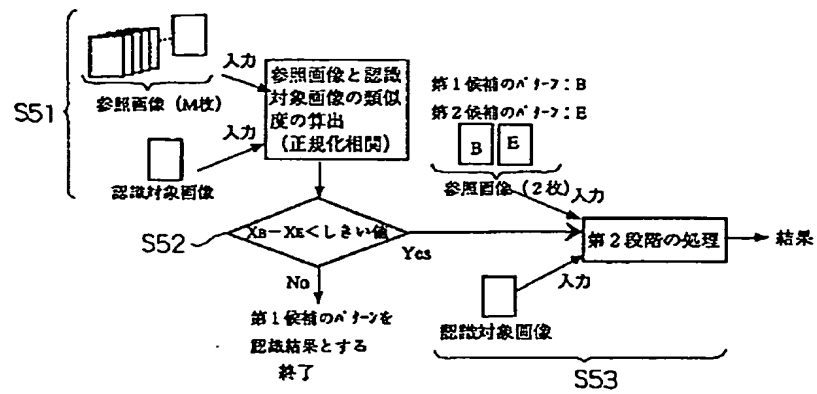 S51
入力
参照画像 (M枚)
入力
認識対象画像
参照画像と認識
対象画像の類似
度の算出
(正規化相関)
第1候補のパターン:B
第2候補のパターン:E
B
E
参照画像 (2枚)
入力
S52
XB-XE<しきい値
Yes
第2段階の処理
結果
No
入力
第1候補のパターンを
認識結果とする
終了
認識対象画像
S53